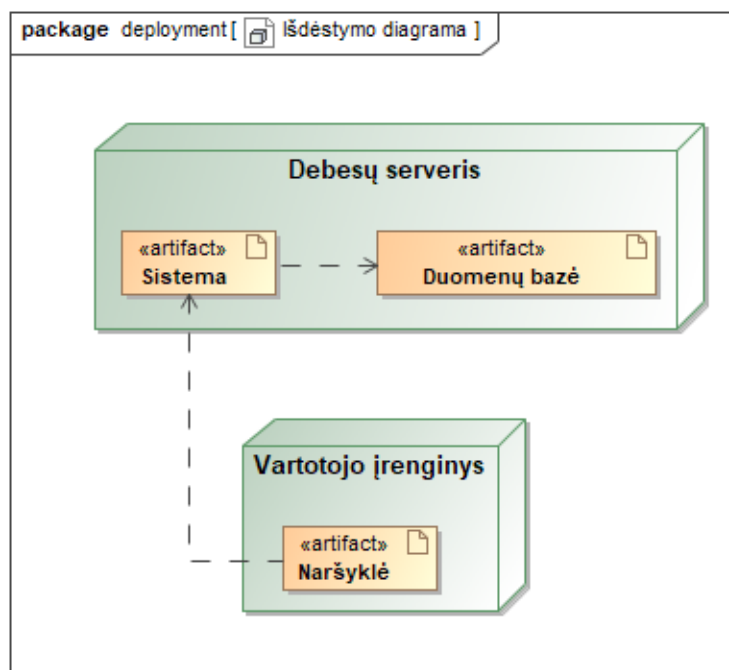 package deployment [ Išdėstymo diagrama ]
Debesų serveris
«artifact»
Sistema
«artifact»
Duomenų bazė
Vartotojo įrenginys
«artifact»
Naršyklė